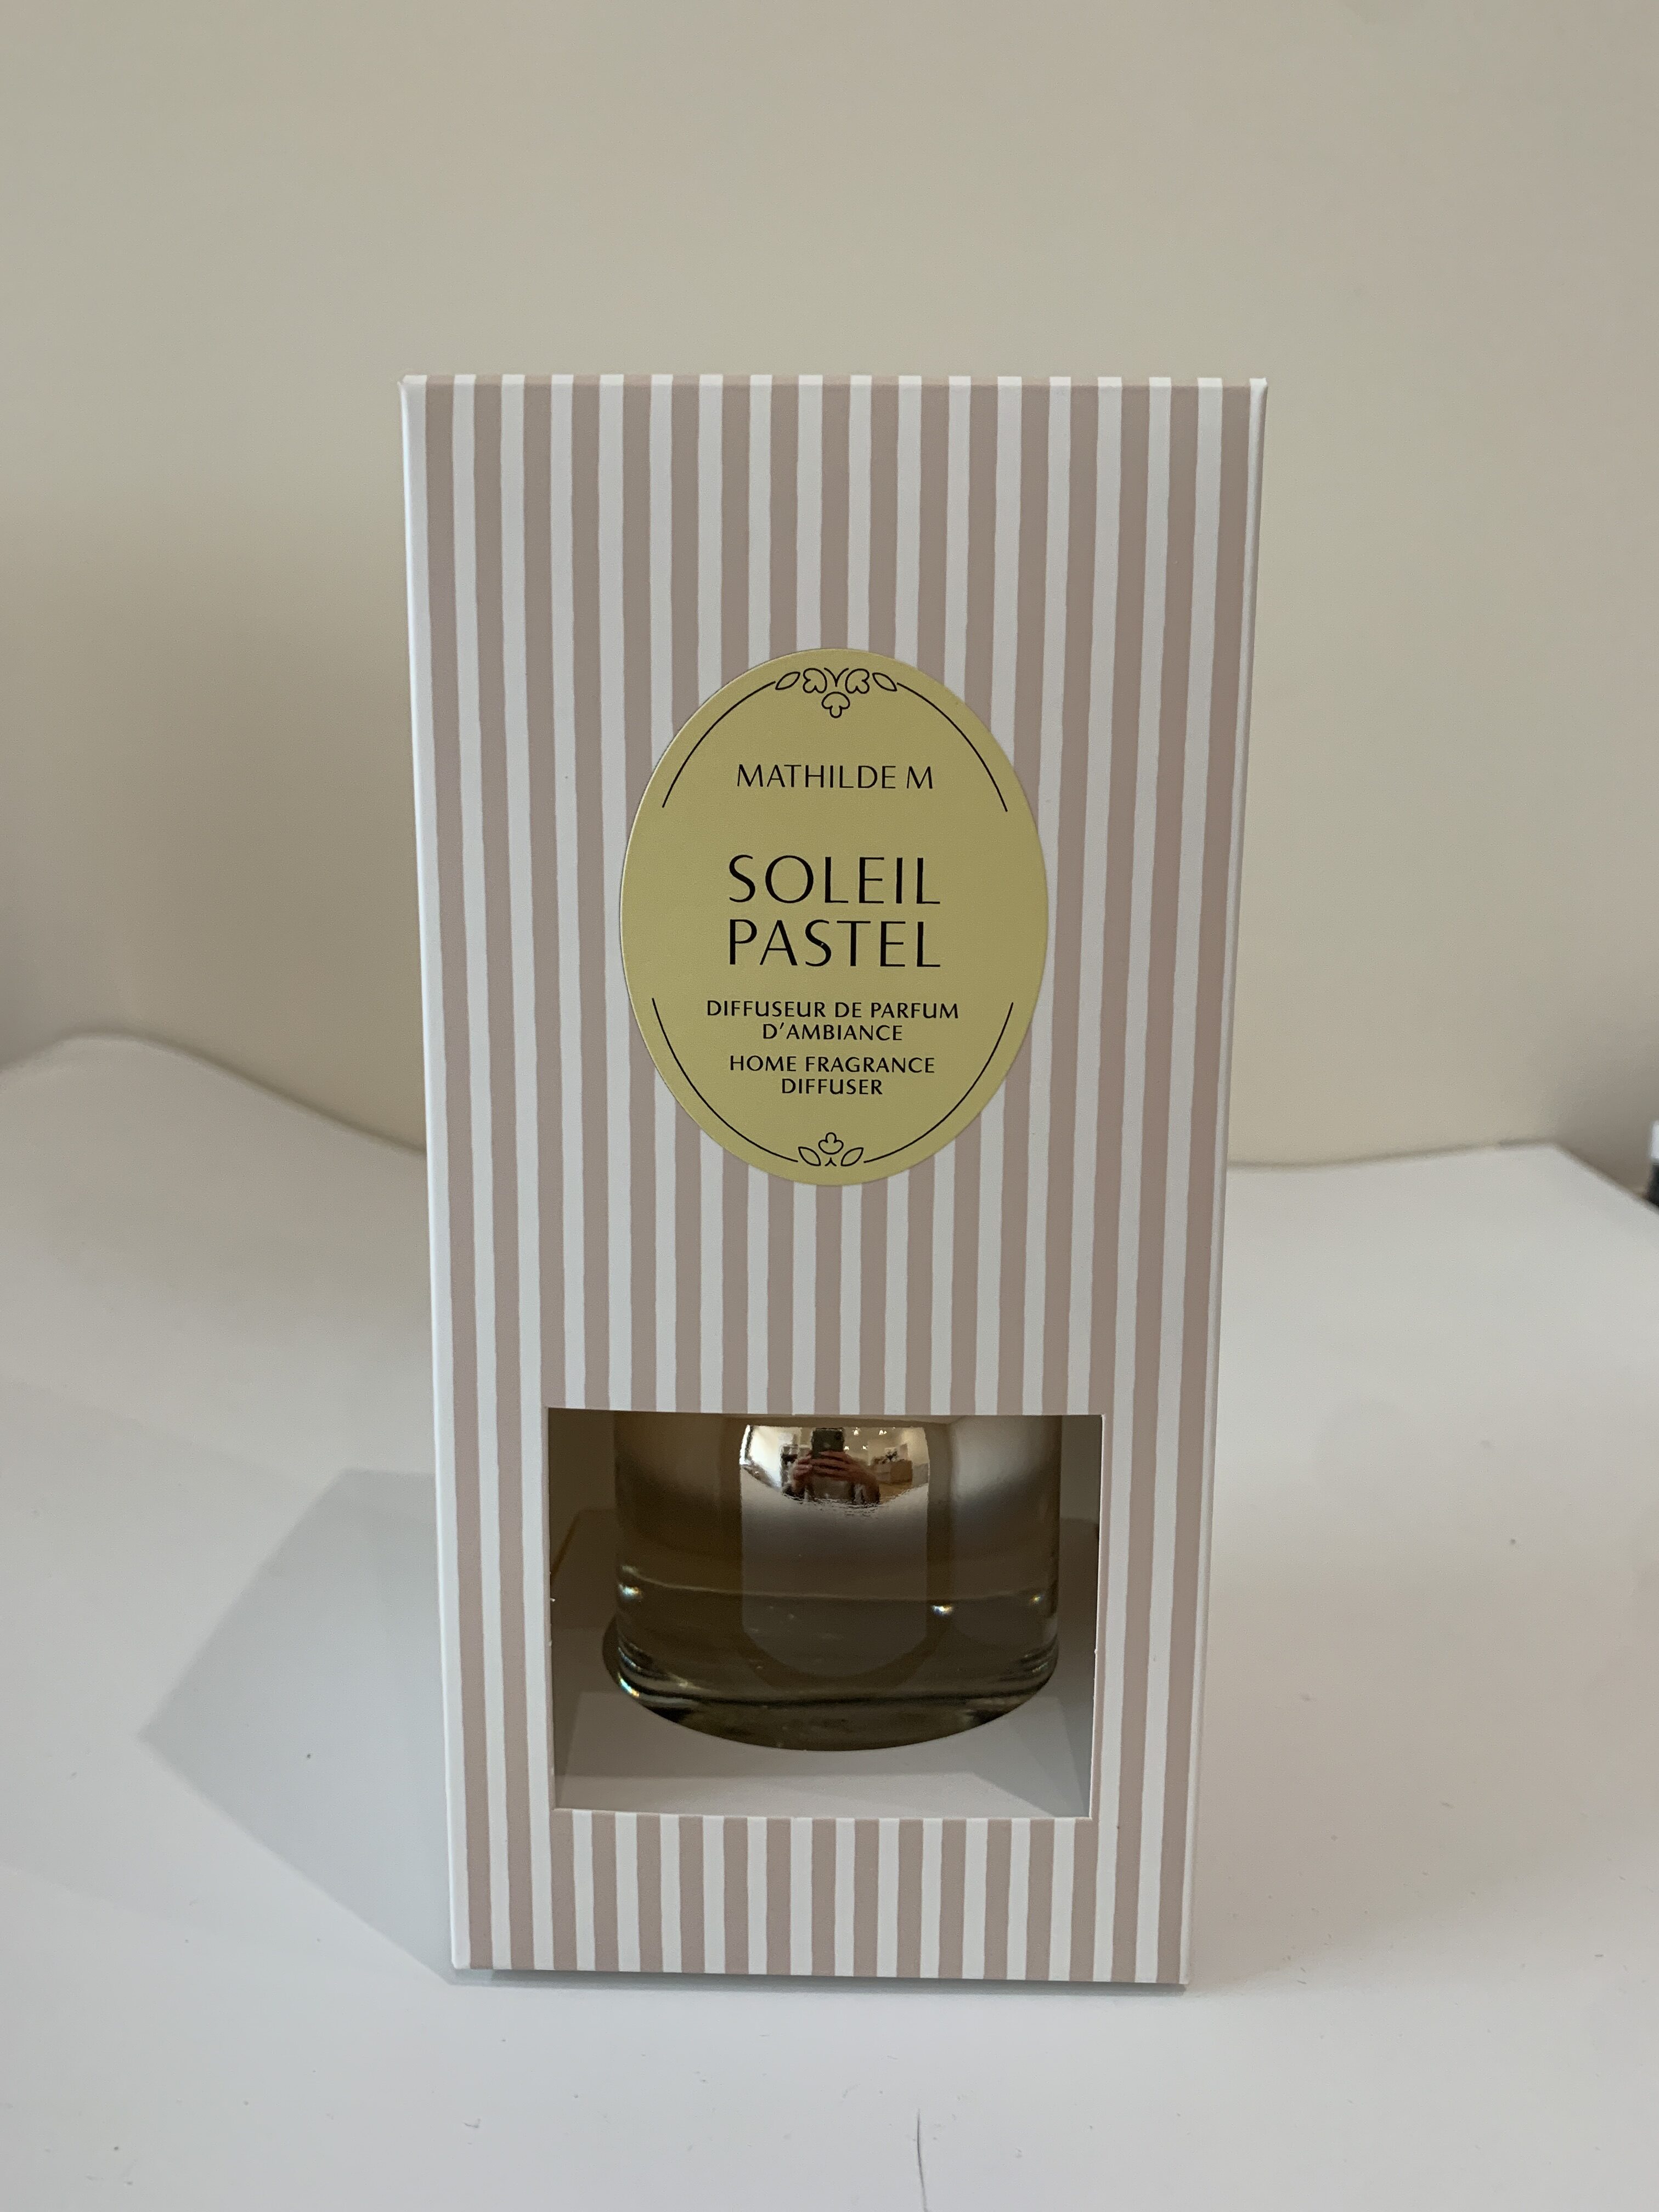 MATHILDE M
SOLEIL
PASTEL
DIFFUSEUR DE PARFUM
D'AMBIANCE
HOME FRAGRANCE
DIFFUSER